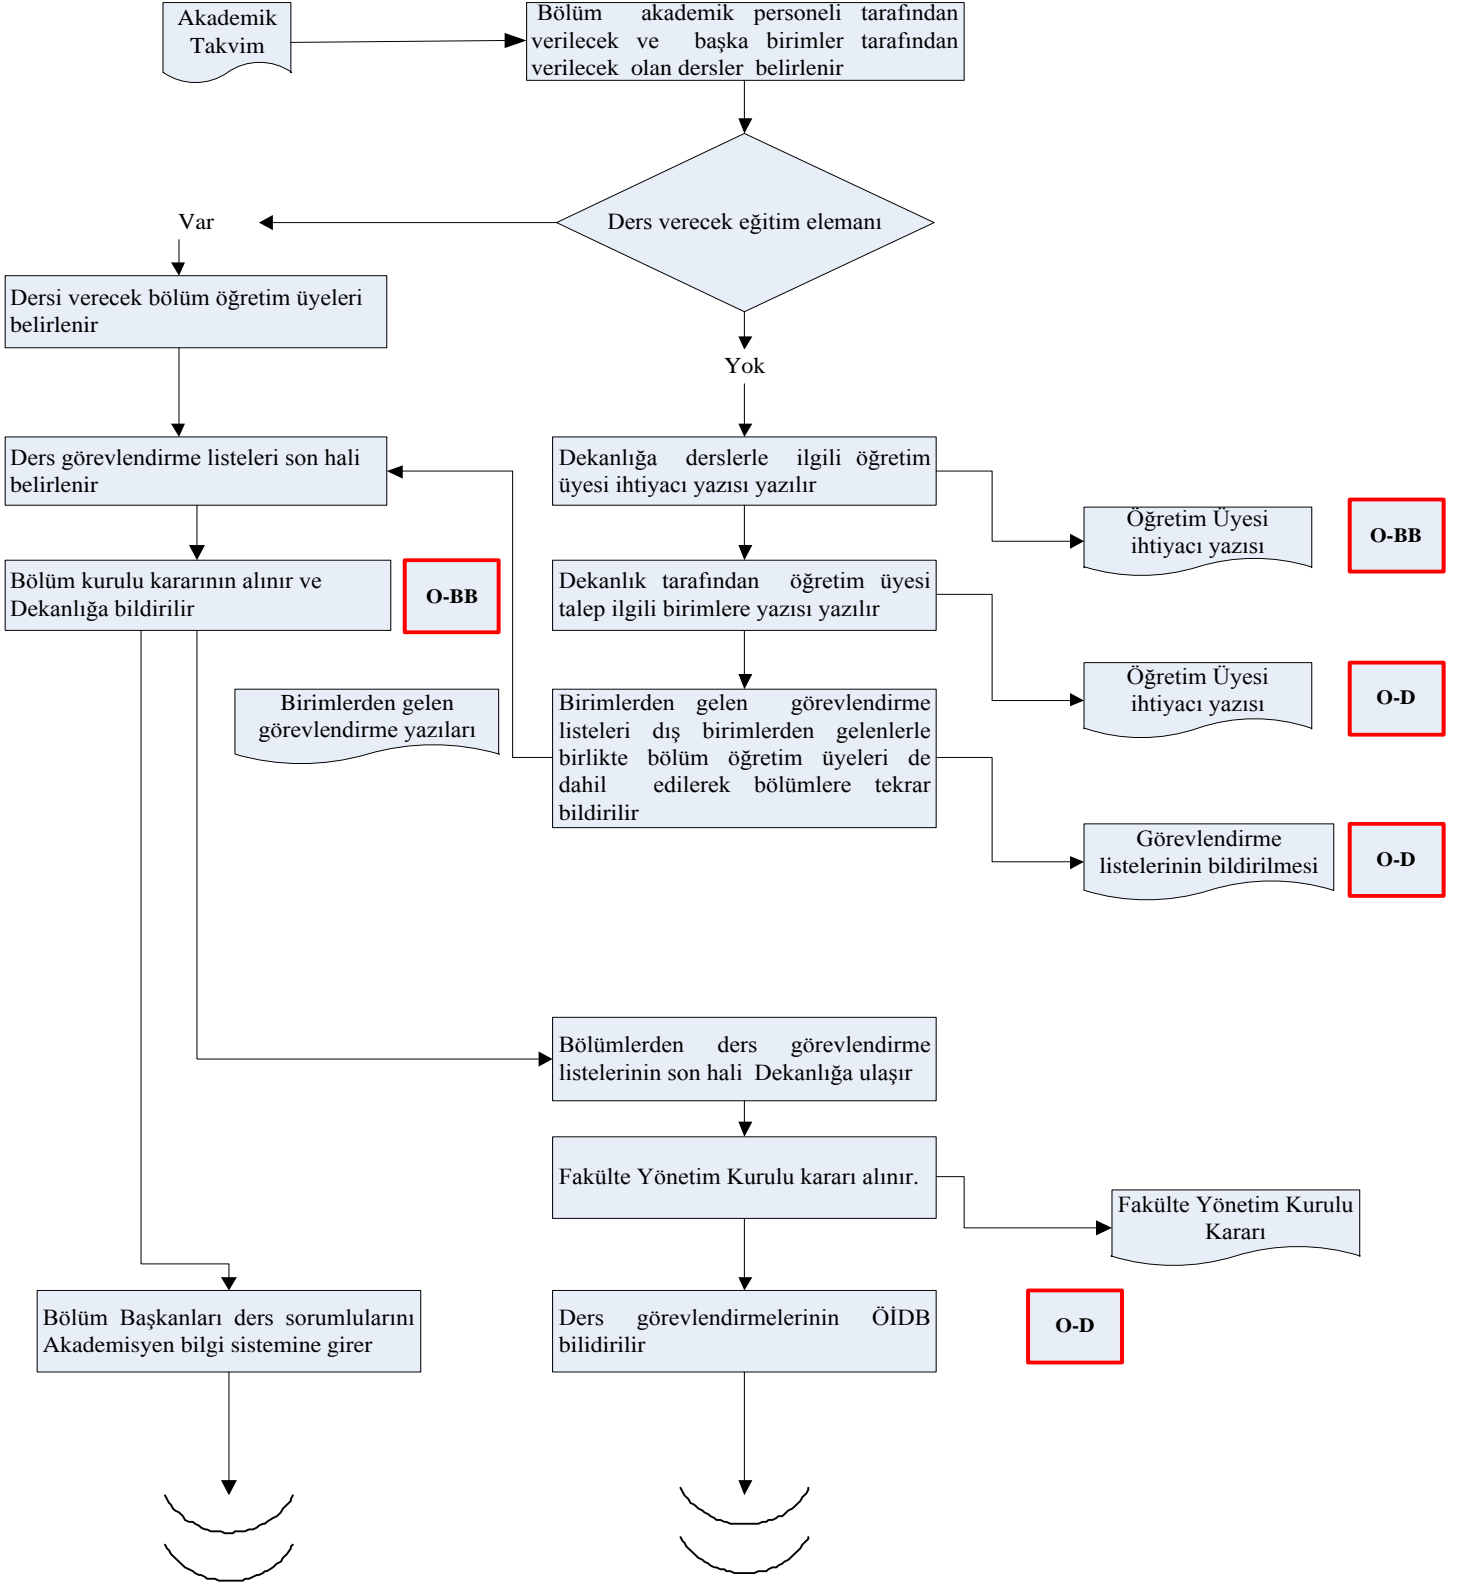 Akademik
Takvim
Bölüm akademik personeli tarafından
verilecek ve başka birimler tarafından
verilecek olan dersler belirlenir
Ders verecek eğitim elemanı
Var
Dersi verecek bölüm öğretim üyeleri
belirlenir
Yok
Ders görevlendirme listeleri son hali
belirlenir
Dekanlığa derslerle ilgili öğretim
üyesi ihtiyacı yazısı yazılır
Öğretim Üyesi
ihtiyacı yazısı
O-BB
Bölüm kurulu kararının alınır ve
Dekanlığa bildirilir
O-BB
Dekanlık tarafından öğretim üyesi
talep ilgili birimlere yazısı yazılır
Öğretim Üyesi
ihtiyacı yazısı
O-D
Birimlerden gelen
görevlendirme yazıları
Birimlerden gelen görevlendirme
listeleri dış birimlerden gelenlerle
birlikte bölüm öğretim üyeleri de
dahil edilerek bölümlere tekrar
bildirilir
Görevlendirme
listelerinin bildirilmesi
O-D
Bölümlerden ders görevlendirme
listelerinin son hali Dekanlığa ulaşır
Fakülte Yönetim Kurulu kararı alınır.
Fakülte Yönetim Kurulu
Kararı
Bölüm Başkanları ders sorumlularını
Akademisyen bilgi sistemine girer
Ders görevlendirmelerinin ÖİDB
bilidirilir
O-D